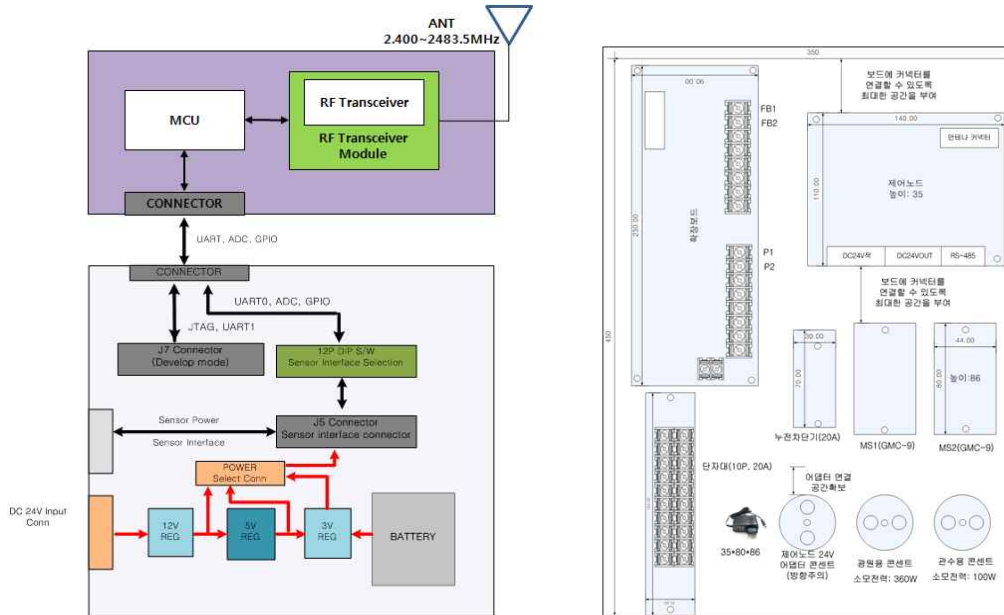 ANT
2.400~2483.5MHz
RF Transceiver
MCU
RF Transceiver
Module
CONNECTOR
UART, ADC, GPIO
CONNECTOR
UART0, ADC, GPIO
JTAG, UART1
J7 Connector
(Develop mode)
12P DIP S/W
Sensor Interface Selection
J5 Connector
Sensor interface connector
Sensor Power
Sensor Interface
POWER
Select Conn
DC 24V Input
Conn
12V
REG
5V
REG
3V
REG
BATTERY
350
450
230.00
확장보드
FB1
FB2
P1
P2
보드에 커넥터를
연결할 수 있도록
최대한 공간을 부여
140.00
안테나 커넥터
110.00
제어노드
높이: 35
DC24V잭
DC24VOUT
RS-485
보드에 커넥터를
연결할 수 있도록
최대한 공간을 부여
70.00
누전차단기(20A)
MS1(GMC-9)
44.00
80.00
높이:86
MS2(GMC-9)
단자대(10P, 20A)
어댑터 연결
공간확보
35*80*86
제어노드 24V
어댑터 콘센트
(방향주의)
광원용 콘센트
소모전력: 360W
관수용 콘센트
소모전력: 100W